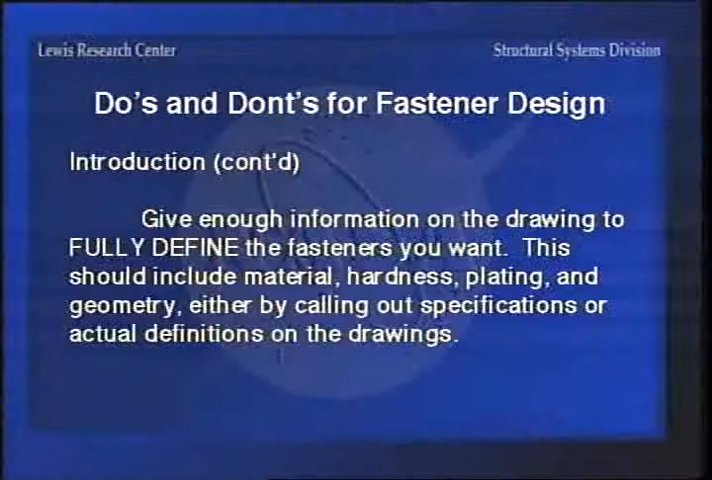 Lewis Research Center
Structural Systems Division
Do's and Dont's for Fastener Design
Introduction (cont'd)
Give enough information on the drawing to
FULLY DEFINE the fasteners you want. This
should include material, hardness, plating, and
geometry, either by calling out specifications or
actual definitions on the drawings.